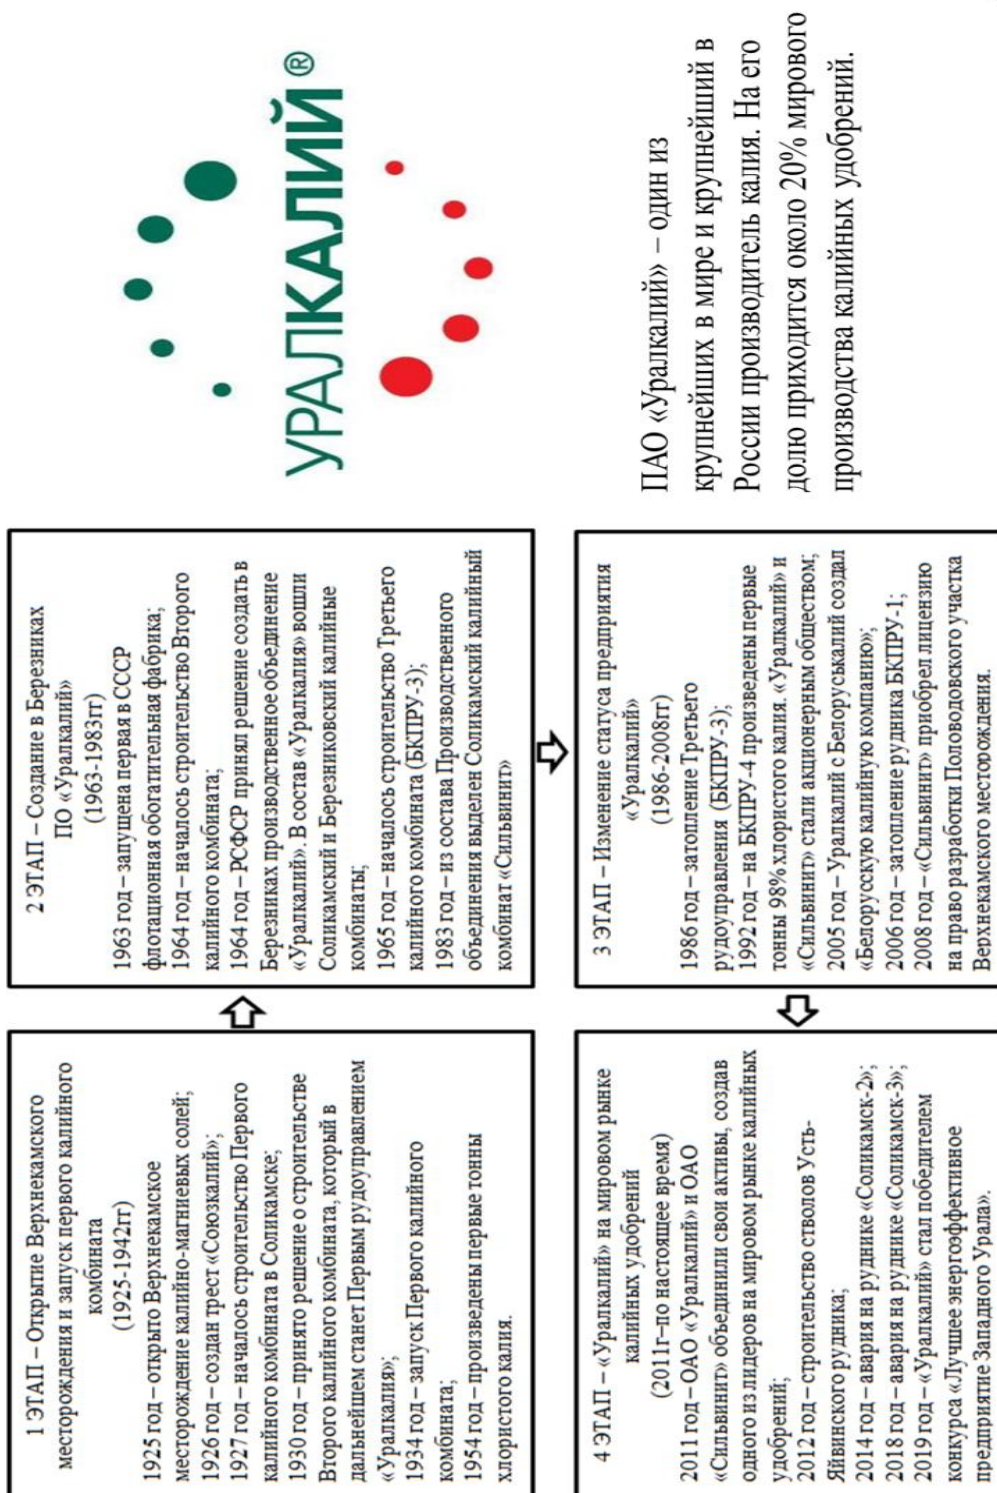 1 ЭТАП – Открытие Верхнекамского
месторождения и запуск первого калийного
комбината
(1925-1942гг)
1925 год – открыто Верхнекамское
месторождение калийно-магниевых солей;
1926 год – создан трест «Союзкалий»;
1927 год – началось строительство Первого
калийного комбината в Соликамске;
1930 год – принято решение о строительстве
Второго калийного комбината, который в
дальнейшем станет Первым рудоуправлением
«Уралкалия»;
1934 год – запуск Первого калийного
комбината;
1954 год – произведены первые тонны
хлористого калия.
2 ЭТАП – Создание в Березниках
ПО «Уралкалий»
(1963-1983гг)
1963 год – запущена первая в СССР
флотационная обогатительная фабрика;
1964 год – началось строительство Второго
калийного комбината;
1964 год – РСФСР принял решение создать в
Березниках производственное объединение
«Уралкалий». В состав «Уралкалия» вошли
Соликамский и Березниковский калийные
комбинаты;
1965 год – началось строительство Третьего
калийного комбината (БКПРУ-3);
1983 год – из состава Производственного
объединения выделен Соликамский калийный
комбинат «Сильвинит»
3 ЭТАП – Изменение статуса предприятия
«Уралкалий»
(1986-2008гг)
1986 год – затопление Третьего
рудоуправления (БКПРУ-3);
1992 год – на БКПРУ-4 произведены первые
тонны 98% хлористого калия. «Уралкалий» и
«Сильвинит» стали акционерным обществом;
2005 год – Уралкалий с Белоруськалий создал
«Белорусскую калийную компанию»;
2006 год – затопление рудника БКПРУ-1;
2008 год – «Сильвинит» приобрел лицензию
на право разработки Половодовского участка
Верхнекамского месторождения.
4 ЭТАП – «Уралкалий» на мировом рынке
калийных удобрений
(2011г–по настоящее время)
2011 год – ОАО «Уралкалий» и ОАО
«Сильвинит» объединили свои активы, создав
одного из лидеров на мировом рынке калийных
удобрений;
2012 год – строительство стволов Усть-
Яйвинского рудника;
2014 год – авария на руднике «Соликамск-2»;
2018 год – авария на руднике «Соликамск-3»;
2019 год – «Уралкалий» стал победителем
конкурса «Лучшее энергоэффективное
предприятие Западного Урала».
УРАЛКАЛИЙ ®
ПАО «Уралкалий» – один из
крупнейших в мире и крупнейший в
России производитель калия. На его
долю приходится около 20% мирового
производства калийных удобрений.